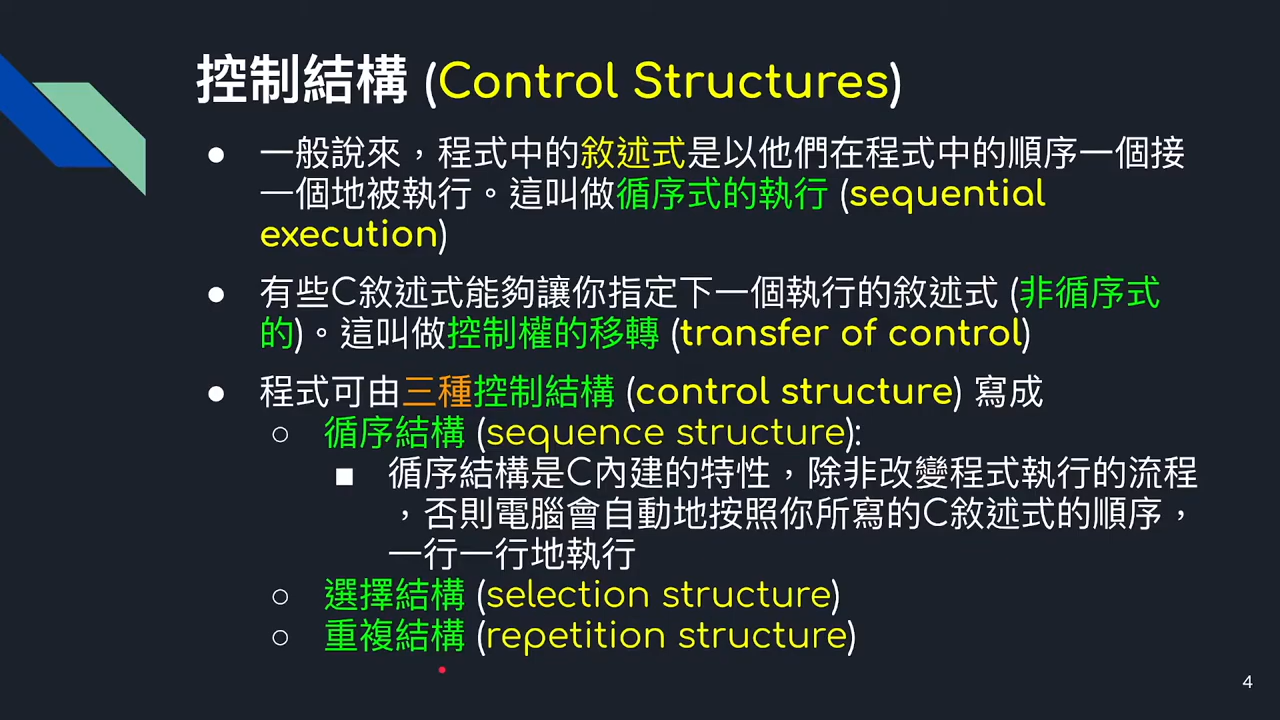 控制結構 (Control Structures)
● 一般說來，程式中的敘述式是以他們在程式中的順序一個接
一個地被執行。這叫做循序式的執行 (sequential
execution)
● 有些C敘述式能夠讓你指定下一個執行的敘述式 (非循序式
的)。這叫做控制權的移轉 (transfer of control)
● 程式可由三種控制結構 (control structure) 寫成
○ 循序結構 (sequence structure):
■ 循序結構是C內建的特性，除非改變程式執行的流程
，否則電腦會自動地按照你所寫的C敘述式的順序，
一行一行地執行
○ 選擇結構 (selection structure)
○ 重複結構 (repetition structure)
4